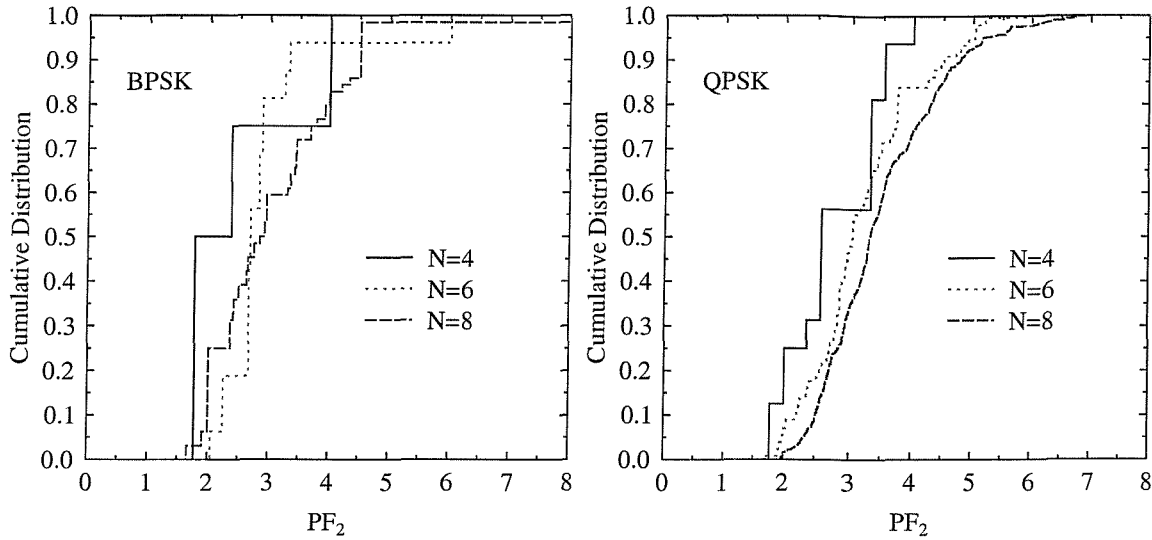 Cumulative Distribution
1.0
0.9
0.8
0.7
0.6
0.5
0.4
0.3
0.2
0.1
0.0
BPSK
N=4
N=6
N=8
0 1 2 3 4 5 6 7 8
PF₂
Cumulative Distribution
1.0
0.9
0.8
0.7
0.6
0.5
0.4
0.3
0.2
0.1
0.0
QPSK
N=4
N=6
N=8
0 1 2 3 4 5 6 7 8
PF₂